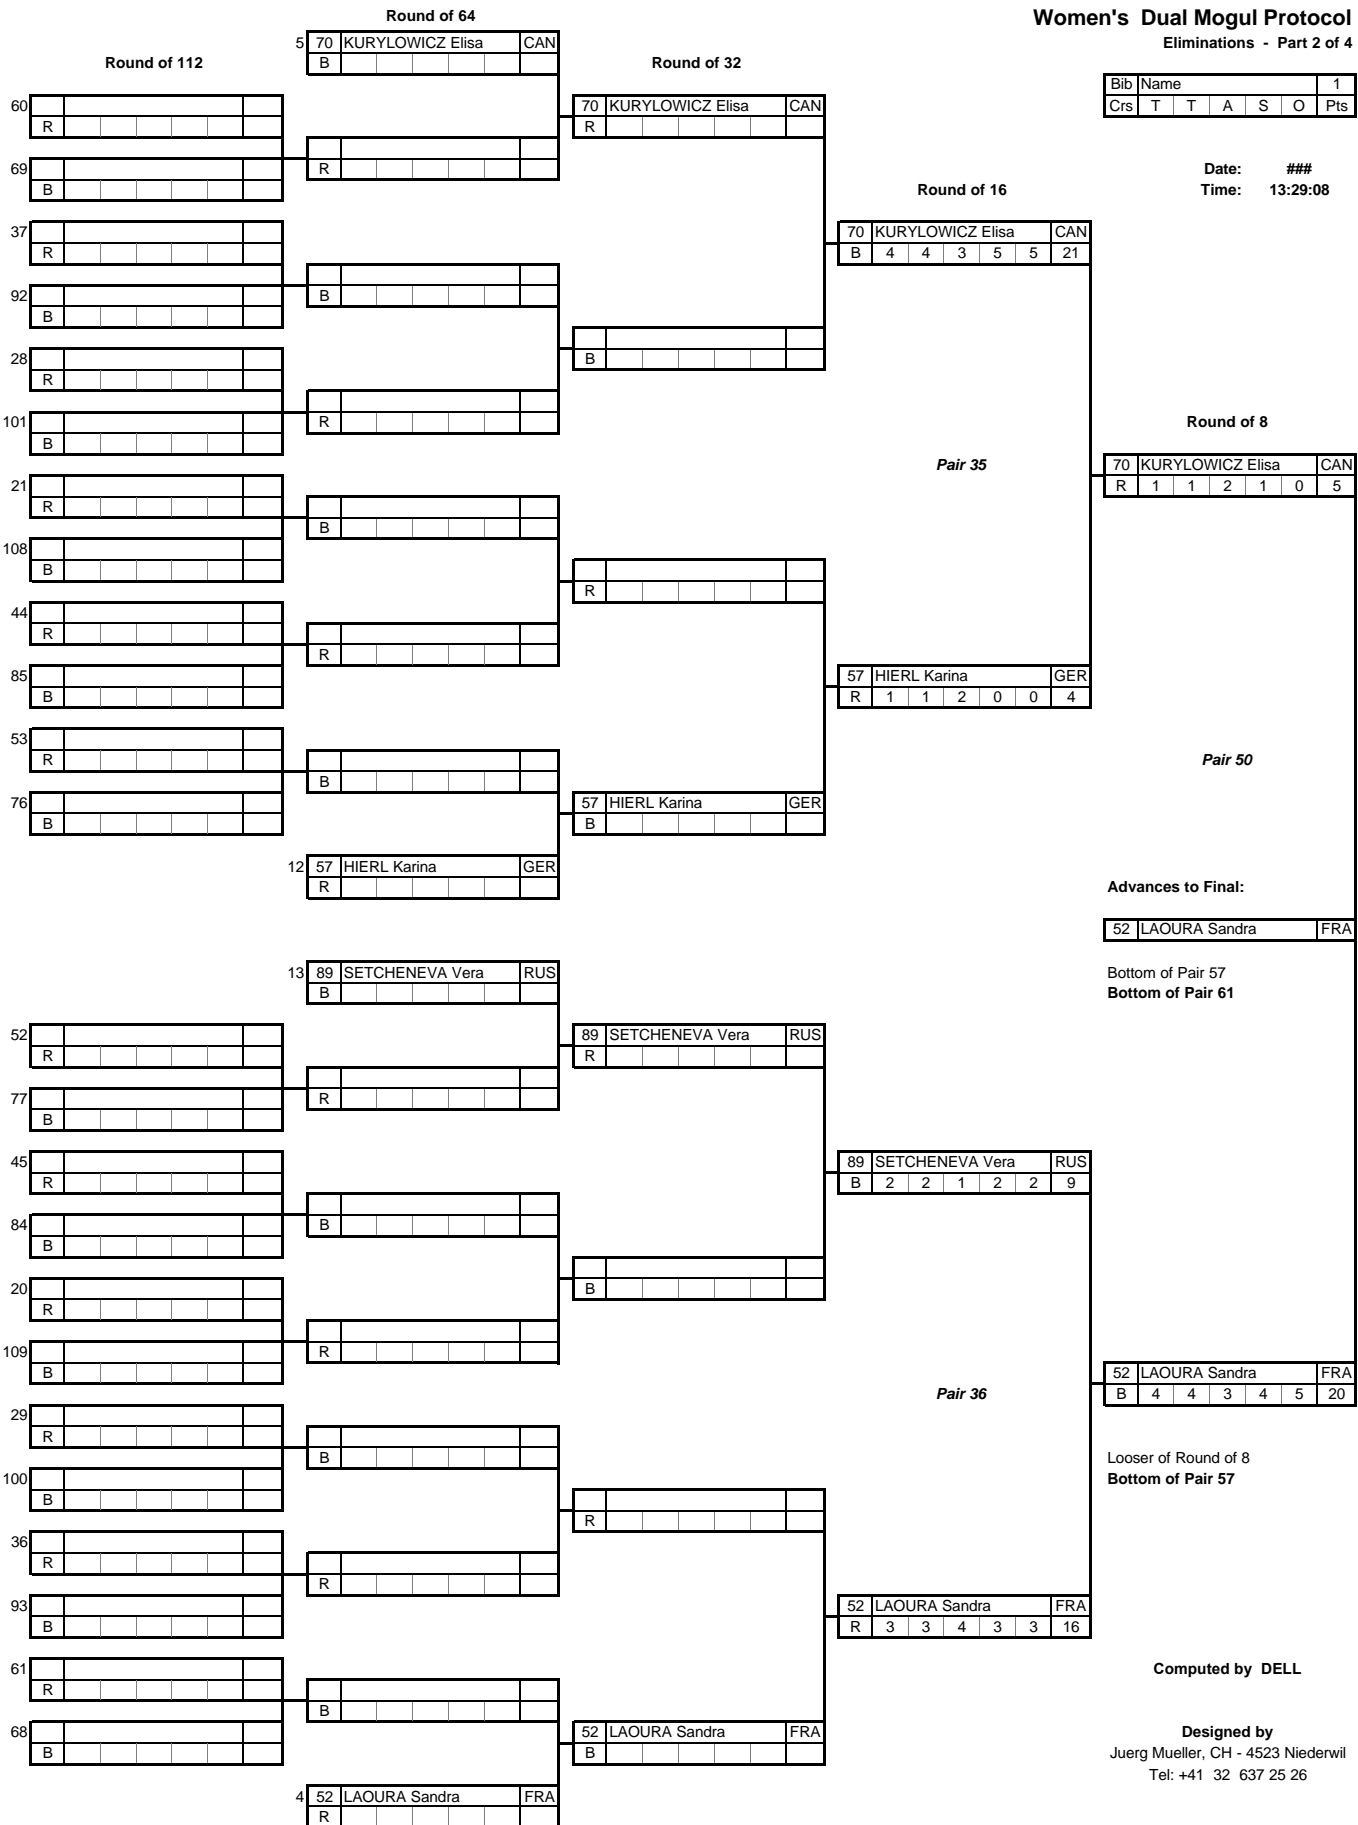 Round of 64
Women's Dual Mogul Protocol
5 70 KURYLOWICZ Elisa CAN
Eliminations - Part 2 of 4
B
Round of 112
Round of 32
Bib Name 1
60
70 KURYLOWICZ Elisa CAN
Crs T T A S O Pts
R
R
69
R
Date: ###
B
Round of 16
Time: 13:29:08
37
70 KURYLOWICZ Elisa CAN
R
B 4 4 3 5 5 21
92
B
B
28
B
R
101
R
Round of 8
B
Pair 35
70 KURYLOWICZ Elisa CAN
21
R 1 1 2 1 0 5
R
B
108
B
R
44
R
R
85
57 HIERL Karina GER
B
R 1 1 2 0 0 4
53
R
Pair 50
B
76
57 HIERL Karina GER
B
B
12 57 HIERL Karina GER
R
Advances to Final:
52 LAOURA Sandra FRA
13 89 SETCHENEVA Vera RUS
Bottom of Pair 57
B
Bottom of Pair 61
52
89 SETCHENEVA Vera RUS
R
R
77
R
B
45
89 SETCHENEVA Vera RUS
R
B 2 2 1 2 2 9
84
B
B
20
B
R
109
R
B
52 LAOURA Sandra FRA
Pair 36
B 4 4 3 4 5 20
29
R
B
Looser of Round of 8
100
Bottom of Pair 57
B
R
36
R
R
93
52 LAOURA Sandra FRA
B
R 3 3 4 3 3 16
61
Computed by DELL
R
B
68
52 LAOURA Sandra FRA
Designed by
B
B
Juerg Mueller, CH - 4523 Niederwil
Tel: +41 32 637 25 26
4 52 LAOURA Sandra FRA
R